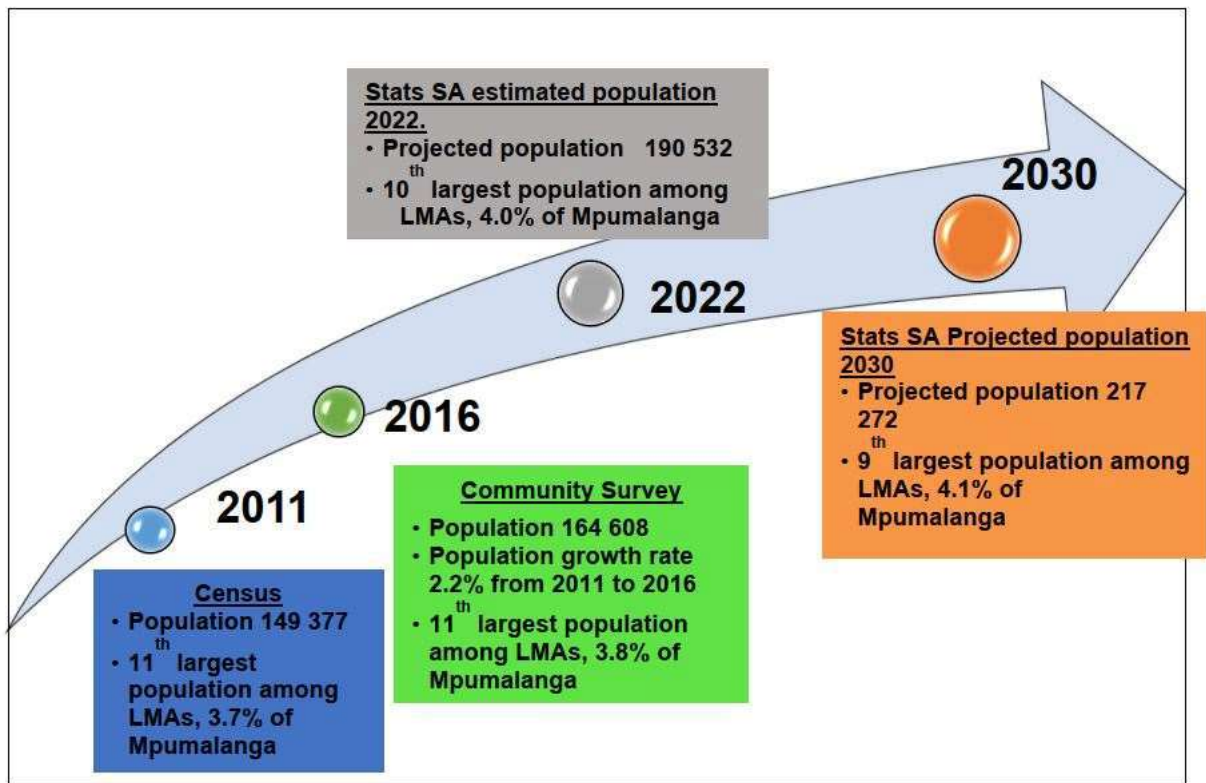 Stats SA estimated population
2022.
• Projected population 190 532
• 10th largest population among
LMAs, 4.0% of Mpumalanga
2030
2022
Stats SA Projected population
2030
• Projected population 217
272
• 9th largest population among
LMAs, 4.1% of
Mpumalanga
2016
Community Survey
• Population 164 608
• Population growth rate
2.2% from 2011 to 2016
• 11th largest population
among LMAs, 3.8% of
Mpumalanga
2011
Census
• Population 149 377
• 11th largest
population among
LMAs, 3.7% of
Mpumalanga